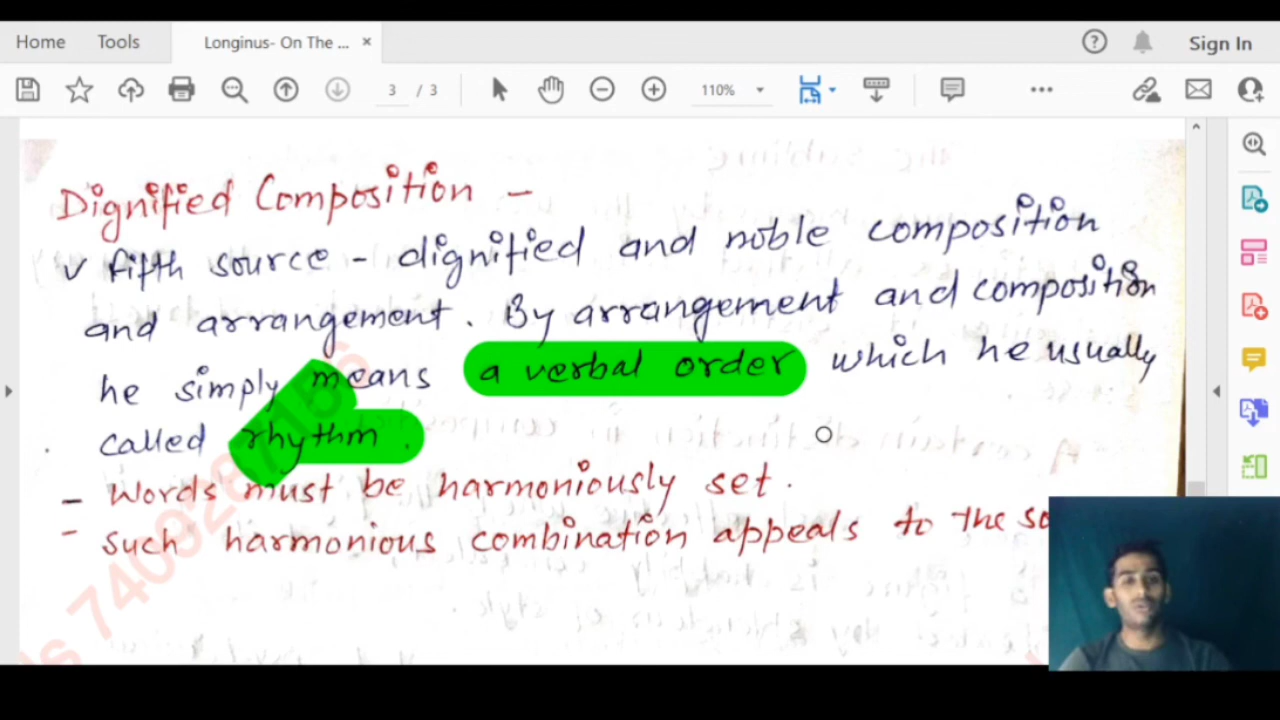 Home Tools Longinus- On The ... × ? Sign In
3 / 3 110% ...
Dignified Composition -
✓ fifth source - dignified and noble composition
and arrangement. By arrangement and composition
he simply means a verbal order which he usually
called rhythm.
- Words must be harmoniously set.
- Such harmonious combination appeals to the